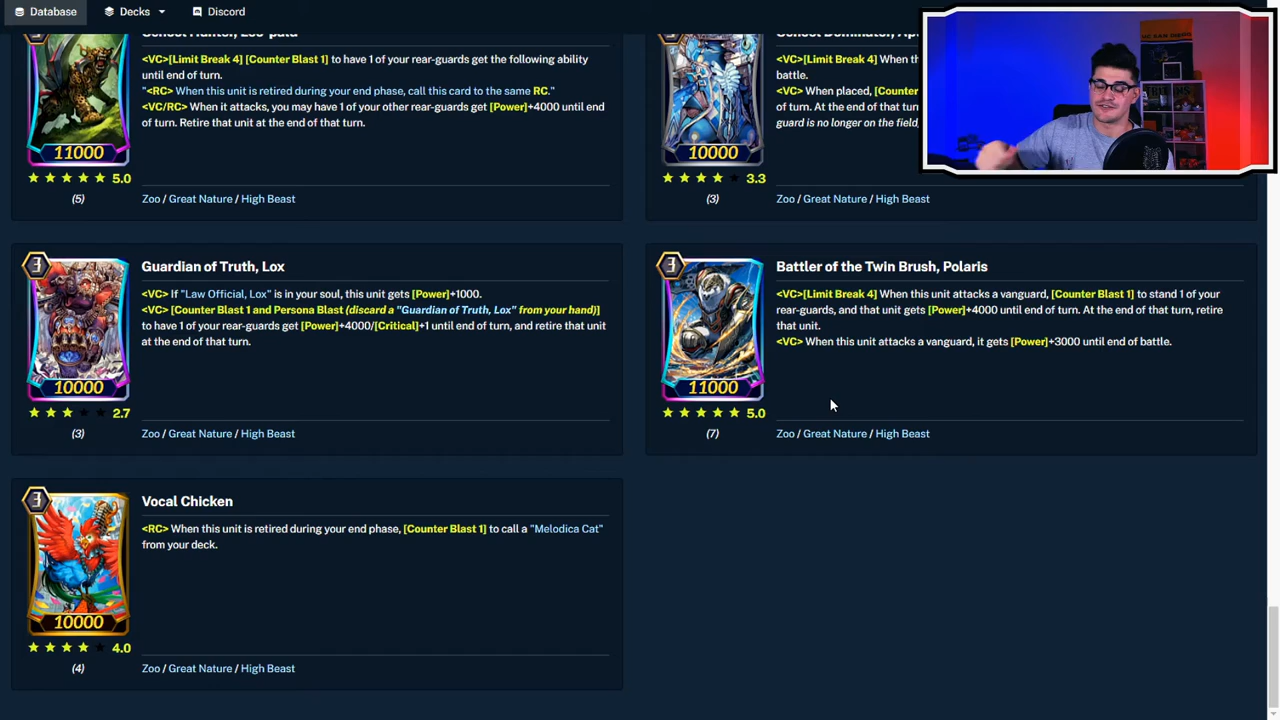 Database
Decks
Discord
<VC>[Limit Break 4] [Counter Blast 1] to have 1 of your rear-guards get the following ability
until end of turn.
"<RC> When this unit is retired during your end phase, call this card to the same RC."
<VC/RC> When it attacks, you may have 1 of your other rear-guards get [Power]+4000 until end
of turn. Retire that unit at the end of that turn.
11000
5.0
(5)
Zoo / Great Nature / High Beast
<VC>[Limit Break 4] When th
battle.
<VC> When placed, [Counter
of turn. At the end of that turn
guard is no longer on the field,
10000
3.3
(3)
Zoo / Great Nature / High Beast
3
Guardian of Truth, Lox
<VC> If "Law Official, Lox" is in your soul, this unit gets [Power]+1000.
<VC> [Counter Blast 1 and Persona Blast (discard a "Guardian of Truth, Lox" from your hand)]
to have 1 of your rear-guards get [Power]+4000/[Critical]+1 until end of turn, and retire that unit
at the end of that turn.
10000
2.7
(3)
Zoo / Great Nature / High Beast
3
Battler of the Twin Brush, Polaris
<VC>[Limit Break 4] When this unit attacks a vanguard, [Counter Blast 1] to stand 1 of your
rear-guards, and that unit gets [Power]+4000 until end of turn. At the end of that turn, retire
that unit.
<VC> When this unit attacks a vanguard, it gets [Power]+3000 until end of battle.
11000
5.0
(7)
Zoo / Great Nature / High Beast
3
Vocal Chicken
<RC> When this unit is retired during your end phase, [Counter Blast 1] to call a "Melodica Cat"
from your deck.
10000
4.0
(4)
Zoo / Great Nature / High Beast